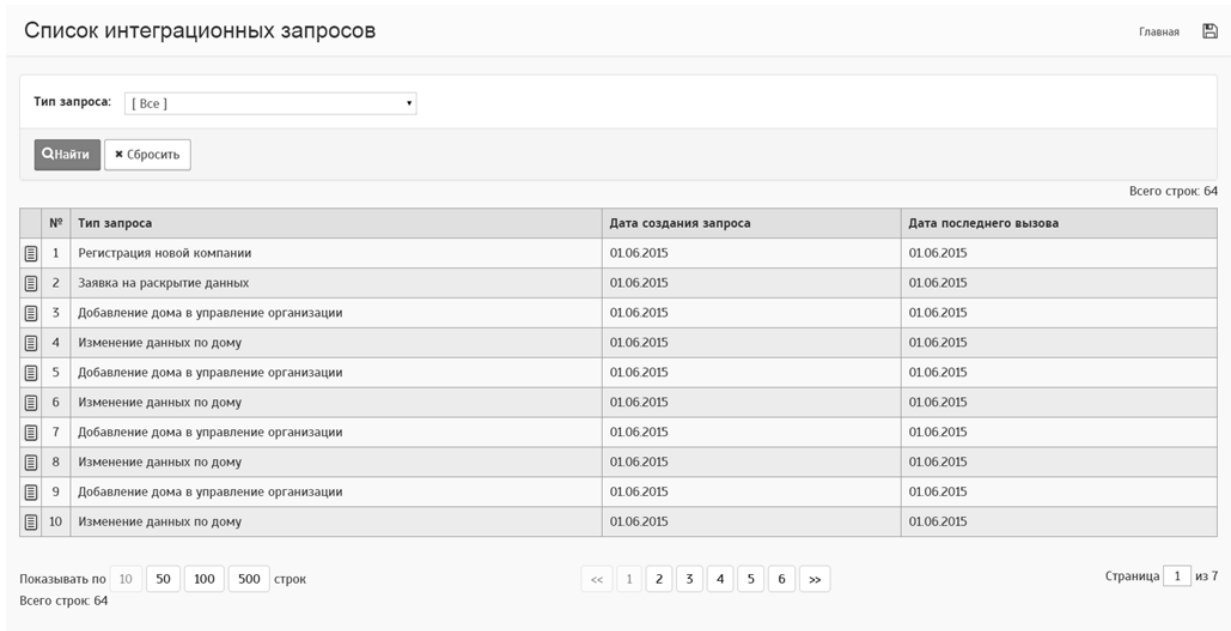 Список интеграционных запросов
Главная
Тип запроса: [ Все ]
Найти Сбросить
Всего строк: 64
№ Тип запроса Дата создания запроса Дата последнего вызова
1 Регистрация новой компании 01.06.2015 01.06.2015
2 Заявка на раскрытие данных 01.06.2015 01.06.2015
3 Добавление дома в управление организации 01.06.2015 01.06.2015
4 Изменение данных по дому 01.06.2015 01.06.2015
5 Добавление дома в управление организации 01.06.2015 01.06.2015
6 Изменение данных по дому 01.06.2015 01.06.2015
7 Добавление дома в управление организации 01.06.2015 01.06.2015
8 Изменение данных по дому 01.06.2015 01.06.2015
9 Добавление дома в управление организации 01.06.2015 01.06.2015
10 Изменение данных по дому 01.06.2015 01.06.2015
Показывать по 10 50 100 500 строк << 1 2 3 4 5 6 >> Страница 1 из 7
Всего строк: 64